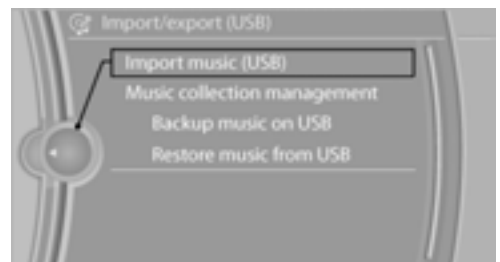 Import/export (USB)
Import music (USB)
Music collection management
Backup music on USB
Restore music from USB